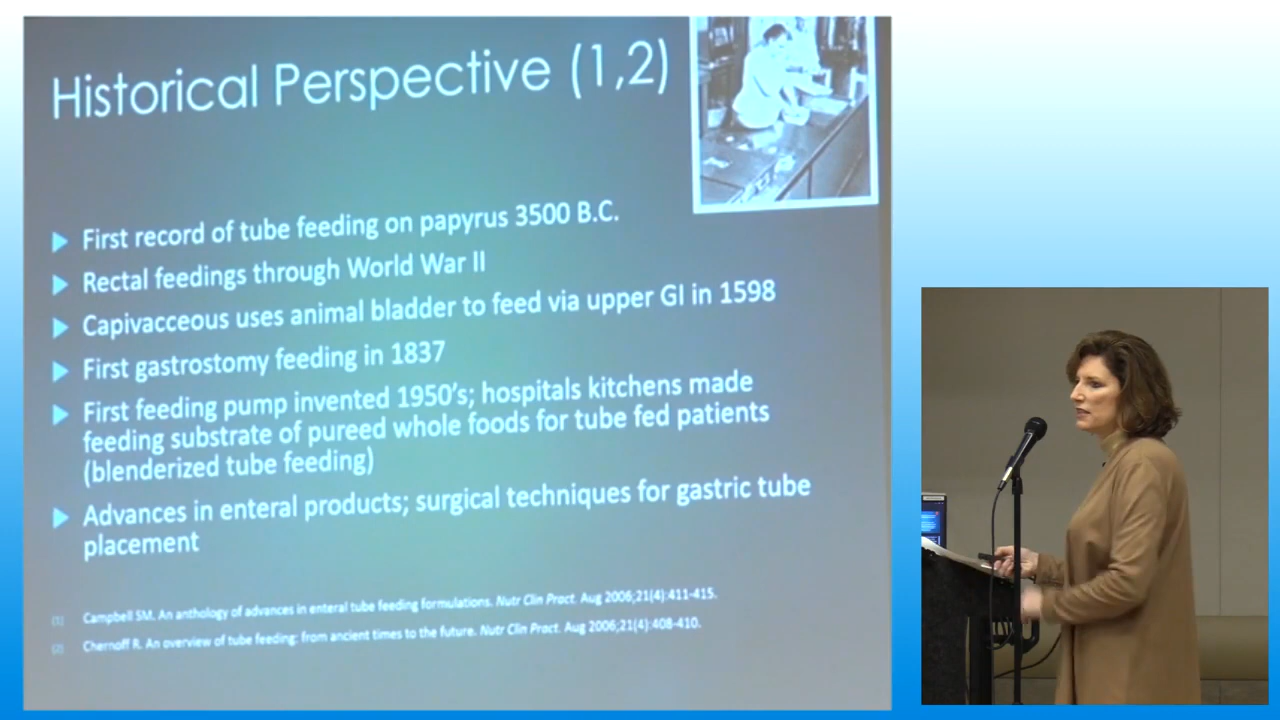 Historical Perspective (1,2)
First record of tube feeding on papyrus 3500 B.C.
Rectal feedings through World War II
Capivacceous uses animal bladder to feed via upper GI in 1598
First gastrostomy feeding in 1837
First feeding pump invented 1950's; hospitals kitchens made
feeding substrate of pureed whole foods for tube fed patients
(blenderized tube feeding)
Advances in enteral products; surgical techniques for gastric tube
placement
(1) Campbell SM. An anthology of advances in enteral tube feeding formulations. Nutr Clin Pract. Aug 2006;21(4):411-415.
(2) Chernoff R. An overview of tube feeding: from ancient times to the future. Nutr Clin Pract. Aug 2006;21(4):408-410.